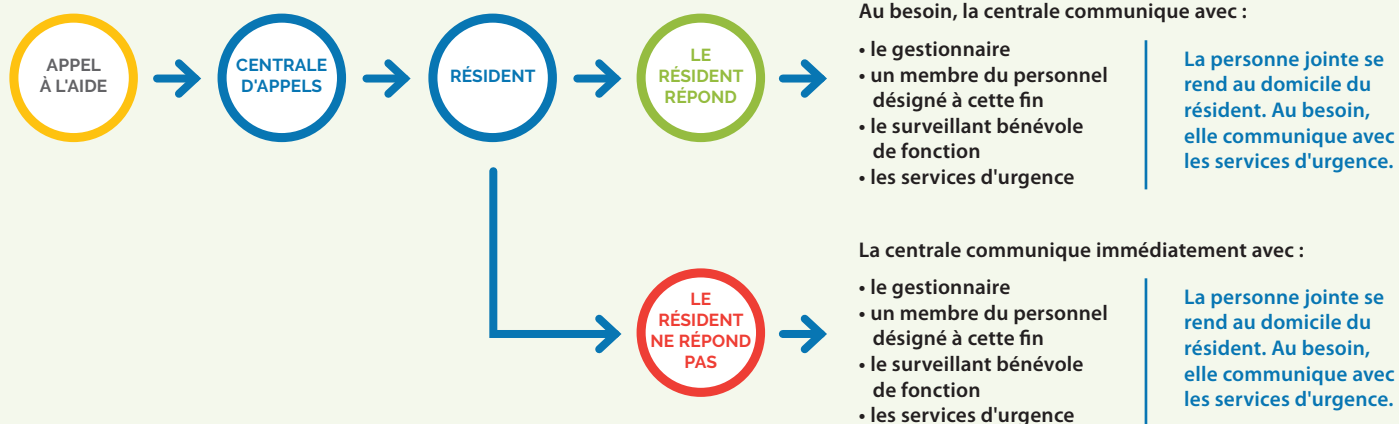 APPEL
À L'AIDE
CENTRALE
D'APPELS
RÉSIDENT
LE
RÉSIDENT
RÉPOND
Au besoin, la centrale communique avec :
• le gestionnaire
• un membre du personnel
désigné à cette fin
• le surveillant bénévole
de fonction
• les services d'urgence
La personne jointe se
rend au domicile du
résident. Au besoin,
elle communique avec
les services d'urgence.
LE
RÉSIDENT
NE RÉPOND
PAS
La centrale communique immédiatement avec :
• le gestionnaire
• un membre du personnel
désigné à cette fin
• le surveillant bénévole
de fonction
• les services d'urgence
La personne jointe se
rend au domicile du
résident. Au besoin,
elle communique avec
les services d'urgence.